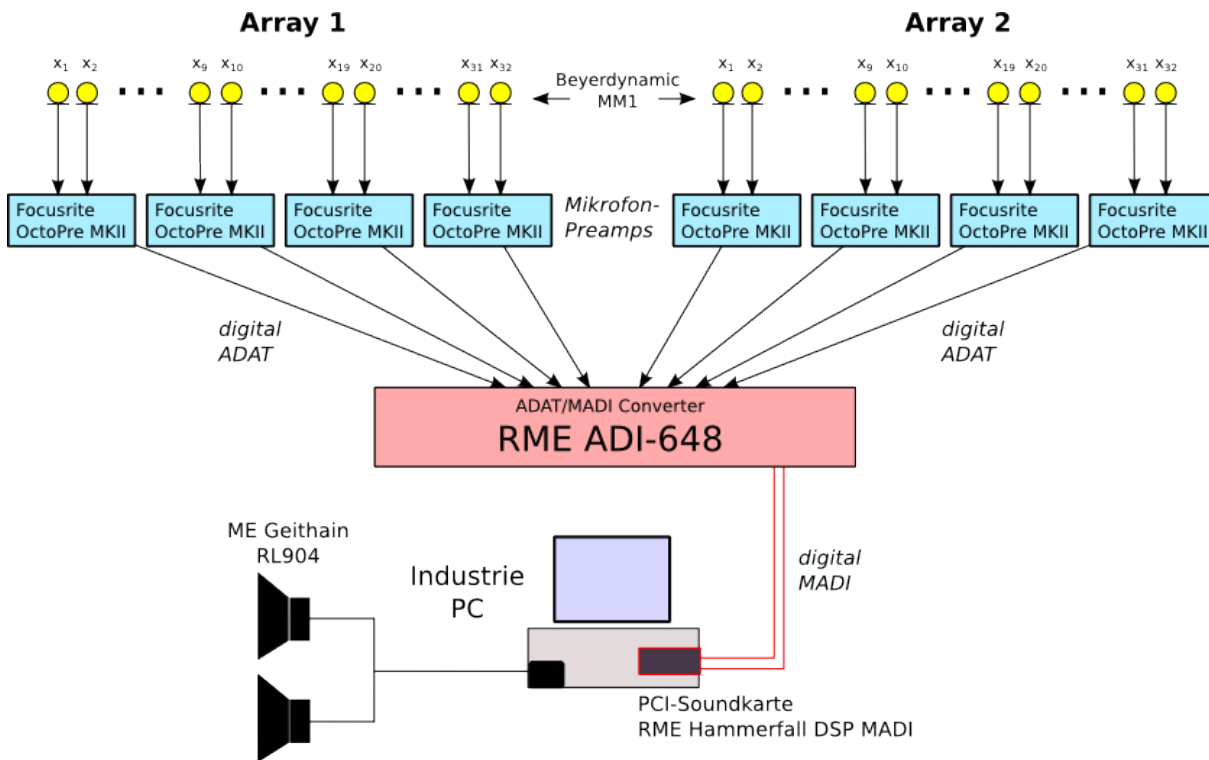 Array 1
Array 2
x₁ x₂ x₉ x₁₀ x₁₉ x₂₀ x₃₁ x₃₂
x₁ x₂ x₉ x₁₀ x₁₉ x₂₀ x₃₁ x₃₂
Beyerdynamic
MM1
Focusrite
OctoPre MKII
Focusrite
OctoPre MKII
Focusrite
OctoPre MKII
Focusrite
OctoPre MKII
Mikrofon-
Preamps
Focusrite
OctoPre MKII
Focusrite
OctoPre MKII
Focusrite
OctoPre MKII
Focusrite
OctoPre MKII
digital
ADAT
digital
ADAT
ADAT/MADI Converter
RME ADI-648
ME Geithain
RL904
Industrie
PC
digital
MADI
PCI-Soundkarte
RME Hammerfall DSP MADI